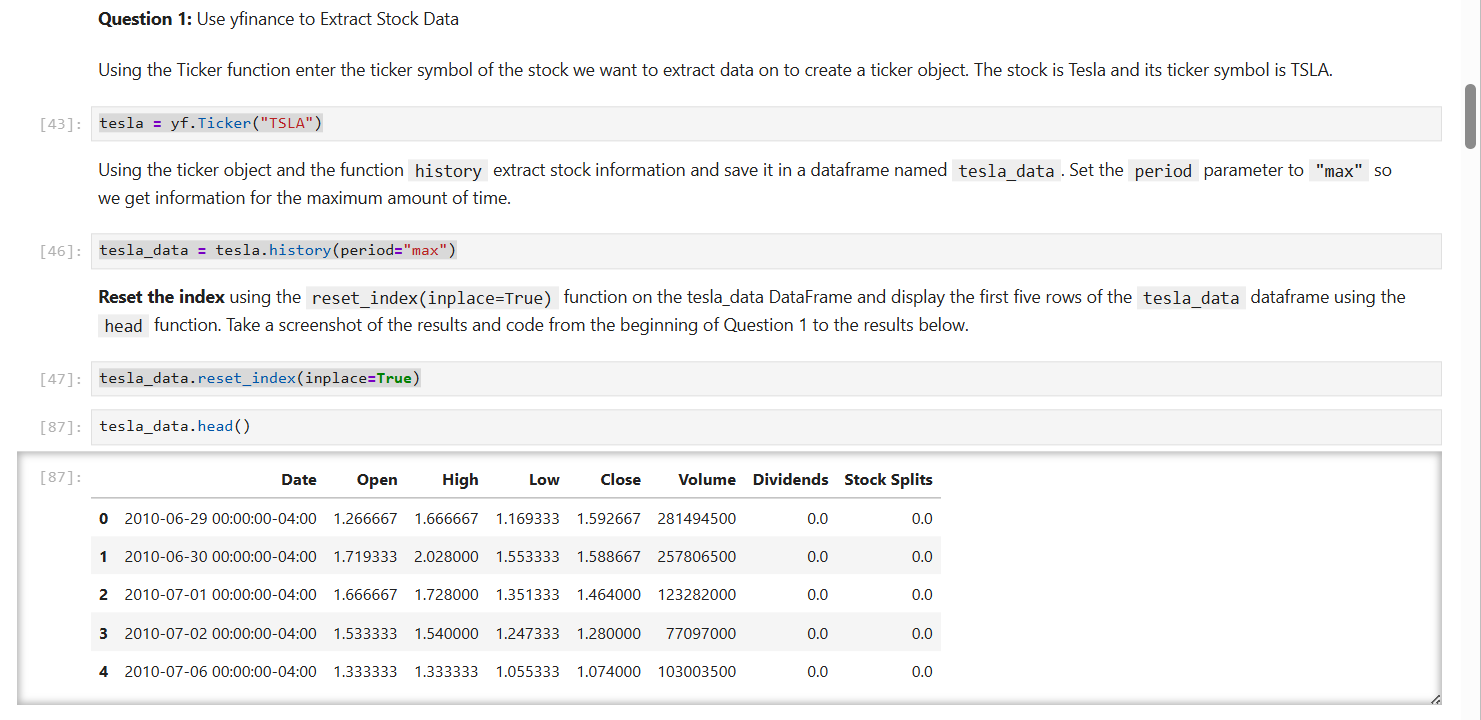 Question 1: Use yfinance to Extract Stock Data
Using the Ticker function enter the ticker symbol of the stock we want to extract data on to create a ticker object. The stock is Tesla and its ticker symbol is TSLA.
[43]: tesla = yf.Ticker("TSLA")
Using the ticker object and the function history extract stock information and save it in a dataframe named tesla_data . Set the period parameter to "max" so
we get information for the maximum amount of time.
[46]: tesla_data = tesla.history(period="max")
Reset the index using the reset_index(inplace=True) function on the tesla_data DataFrame and display the first five rows of the tesla_data dataframe using the
head function. Take a screenshot of the results and code from the beginning of Question 1 to the results below.
[47]: tesla_data.reset_index(inplace=True)
[87]: tesla_data.head()
[87]: Date Open High Low Close Volume Dividends Stock Splits
0 2010-06-29 00:00:00-04:00 1.266667 1.666667 1.169333 1.592667 281494500 0.0 0.0
1 2010-06-30 00:00:00-04:00 1.719333 2.028000 1.553333 1.588667 257806500 0.0 0.0
2 2010-07-01 00:00:00-04:00 1.666667 1.728000 1.351333 1.464000 123282000 0.0 0.0
3 2010-07-02 00:00:00-04:00 1.533333 1.540000 1.247333 1.280000 77097000 0.0 0.0
4 2010-07-06 00:00:00-04:00 1.333333 1.333333 1.055333 1.074000 103003500 0.0 0.0